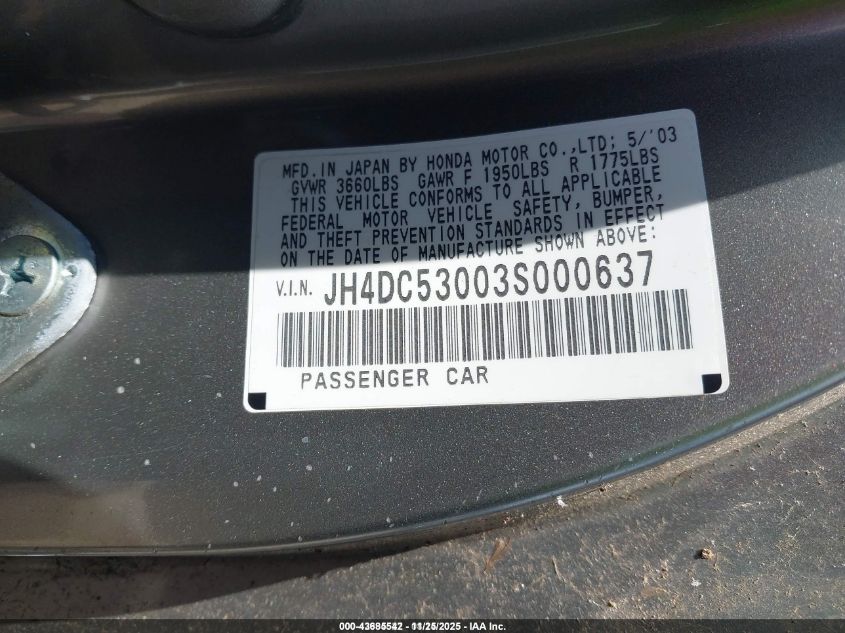 MFD.IN JAPAN BY HONDA MOTOR CO.,LTD; 5/'03
GVWR 3660LBS GAWR F 1950LBS R 1775LBS
THIS VEHICLE CONFORMS TO ALL APPLICABLE
FEDERAL MOTOR VEHICLE SAFETY, BUMPER,
AND THEFT PREVENTION STANDARDS IN EFFECT
ON THE DATE OF MANUFACTURE SHOWN ABOVE:
V.I.N. JH4DC53003S000637
PASSENGER CAR
000-43685542 - 11/25/2025 - IAA Inc.